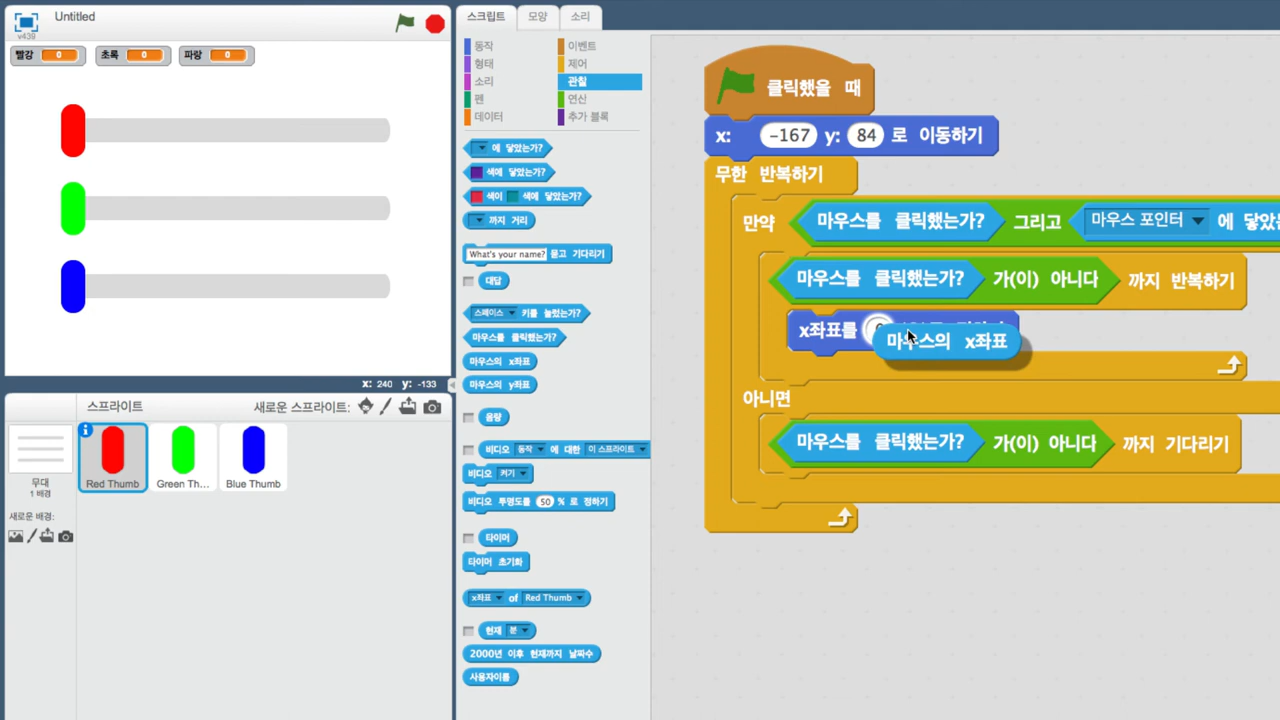 Untitled
v439
빨강 0 초록 0 파랑 0
x: 240 y: -133
스프라이트 새로운 스프라이트:
무대
1 배경
새로운 배경:
Red Thumb Green Th... Blue Thumb
스크립트 모양 소리
동작 이벤트
형태 제어
소리 관찰
펜 연산
데이터 추가 블록
에 닿았는가?
색에 닿았는가?
색이 색에 닿았는가?
까지 거리
What's your name? 묻고 기다리기
대답
스페이스 키를 눌렀는가?
마우스를 클릭했는가?
마우스의 x좌표
마우스의 y좌표
음량
비디오 동작 에 대한 이 스프라이트
비디오 켜기
비디오 투명도를 50 % 로 정하기
타이머
타이머 초기화
x좌표 of Red Thumb
현재 분
2000년 이후 현재까지 날짜수
사용자이름
클릭했을 때
x: -167 y: 84 로 이동하기
무한 반복하기
만약 마우스를 클릭했는가? 그리고 마우스 포인터 에 닿았
마우스를 클릭했는가? 가(이) 아니다 까지 반복하기
x좌표를
마우스의 x좌표
아니면
마우스를 클릭했는가? 가(이) 아니다 까지 기다리기